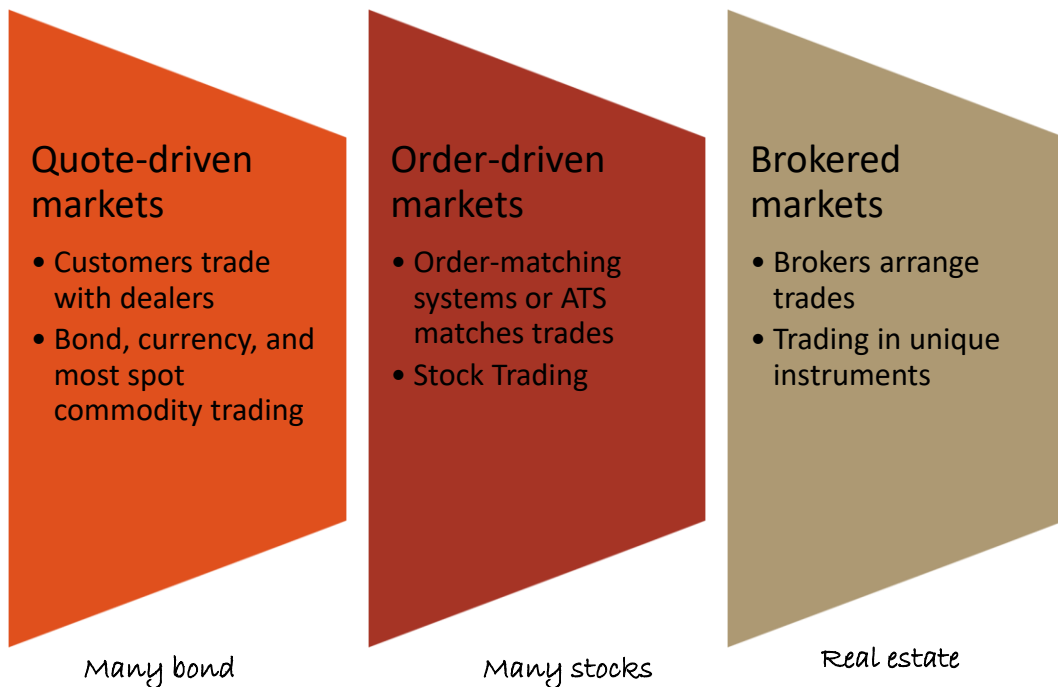 Quote-driven
markets
• Customers trade
with dealers
• Bond, currency, and
most spot
commodity trading
Order-driven
markets
• Order-matching
systems or ATS
matches trades
• Stock Trading
Brokered
markets
• Brokers arrange
trades
• Trading in unique
instruments
Many bond
Many stocks
Real estate